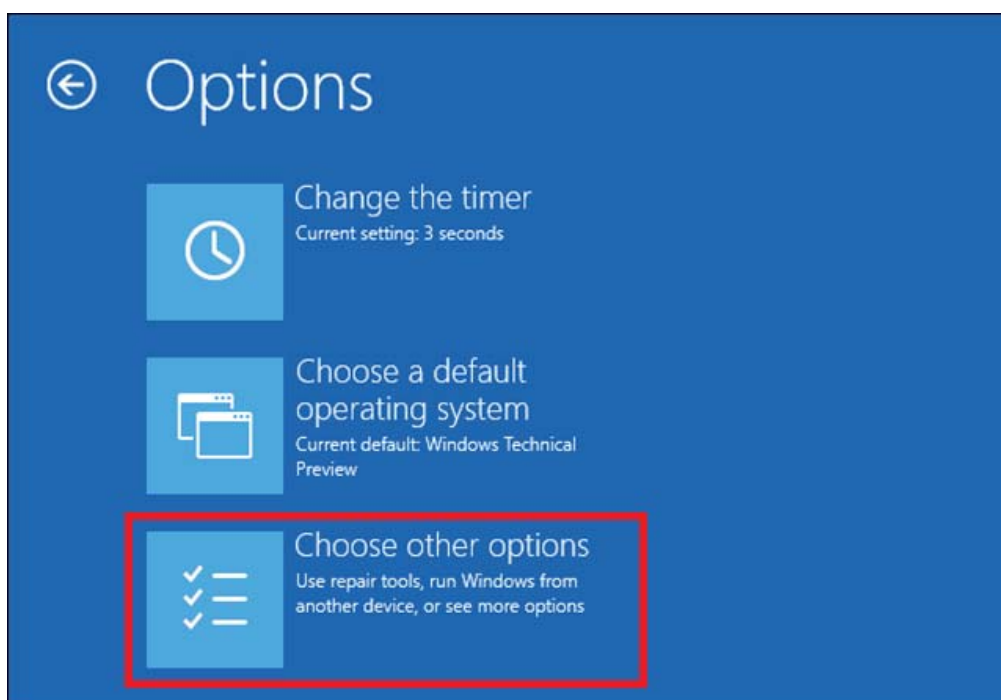 Options
Change the timer
Current setting: 3 seconds
Choose a default
operating system
Current default: Windows Technical
Preview
Choose other options
Use repair tools, run Windows from
another device, or see more options